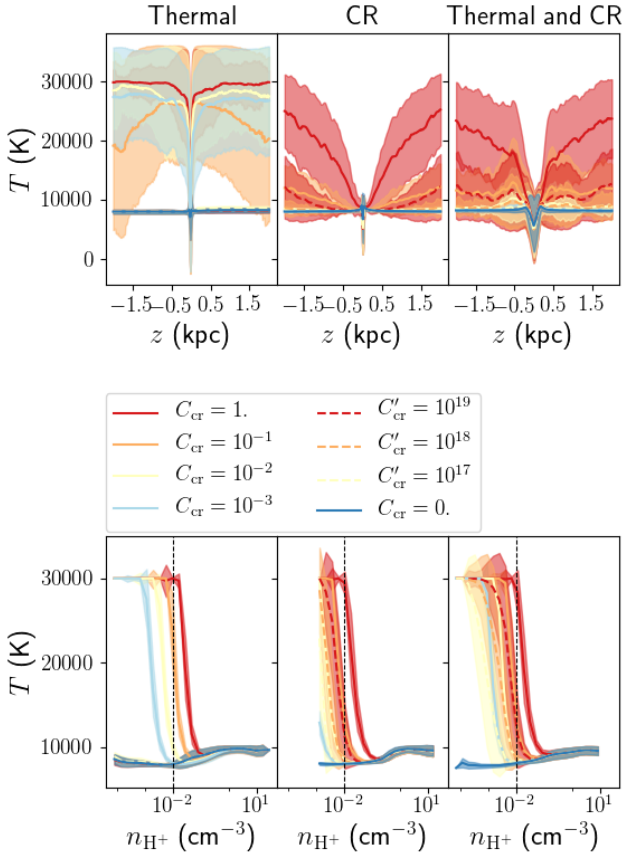 Thermal CR Thermal and CR
30000
20000
10000
0
T (K)
−1.5 −0.5 0.5 1.5 −1.5 −0.5 0.5 1.5 −1.5 −0.5 0.5 1.5
z (kpc) z (kpc) z (kpc)
C_cr = 1. C′_cr = 10^19
C_cr = 10^−1 C′_cr = 10^18
C_cr = 10^−2 C′_cr = 10^17
C_cr = 10^−3 C_cr = 0.
30000
20000
10000
T (K)
10^−2 10^1 10^−2 10^1 10^−2 10^1
n_H+ (cm^−3) n_H+ (cm^−3) n_H+ (cm^−3)